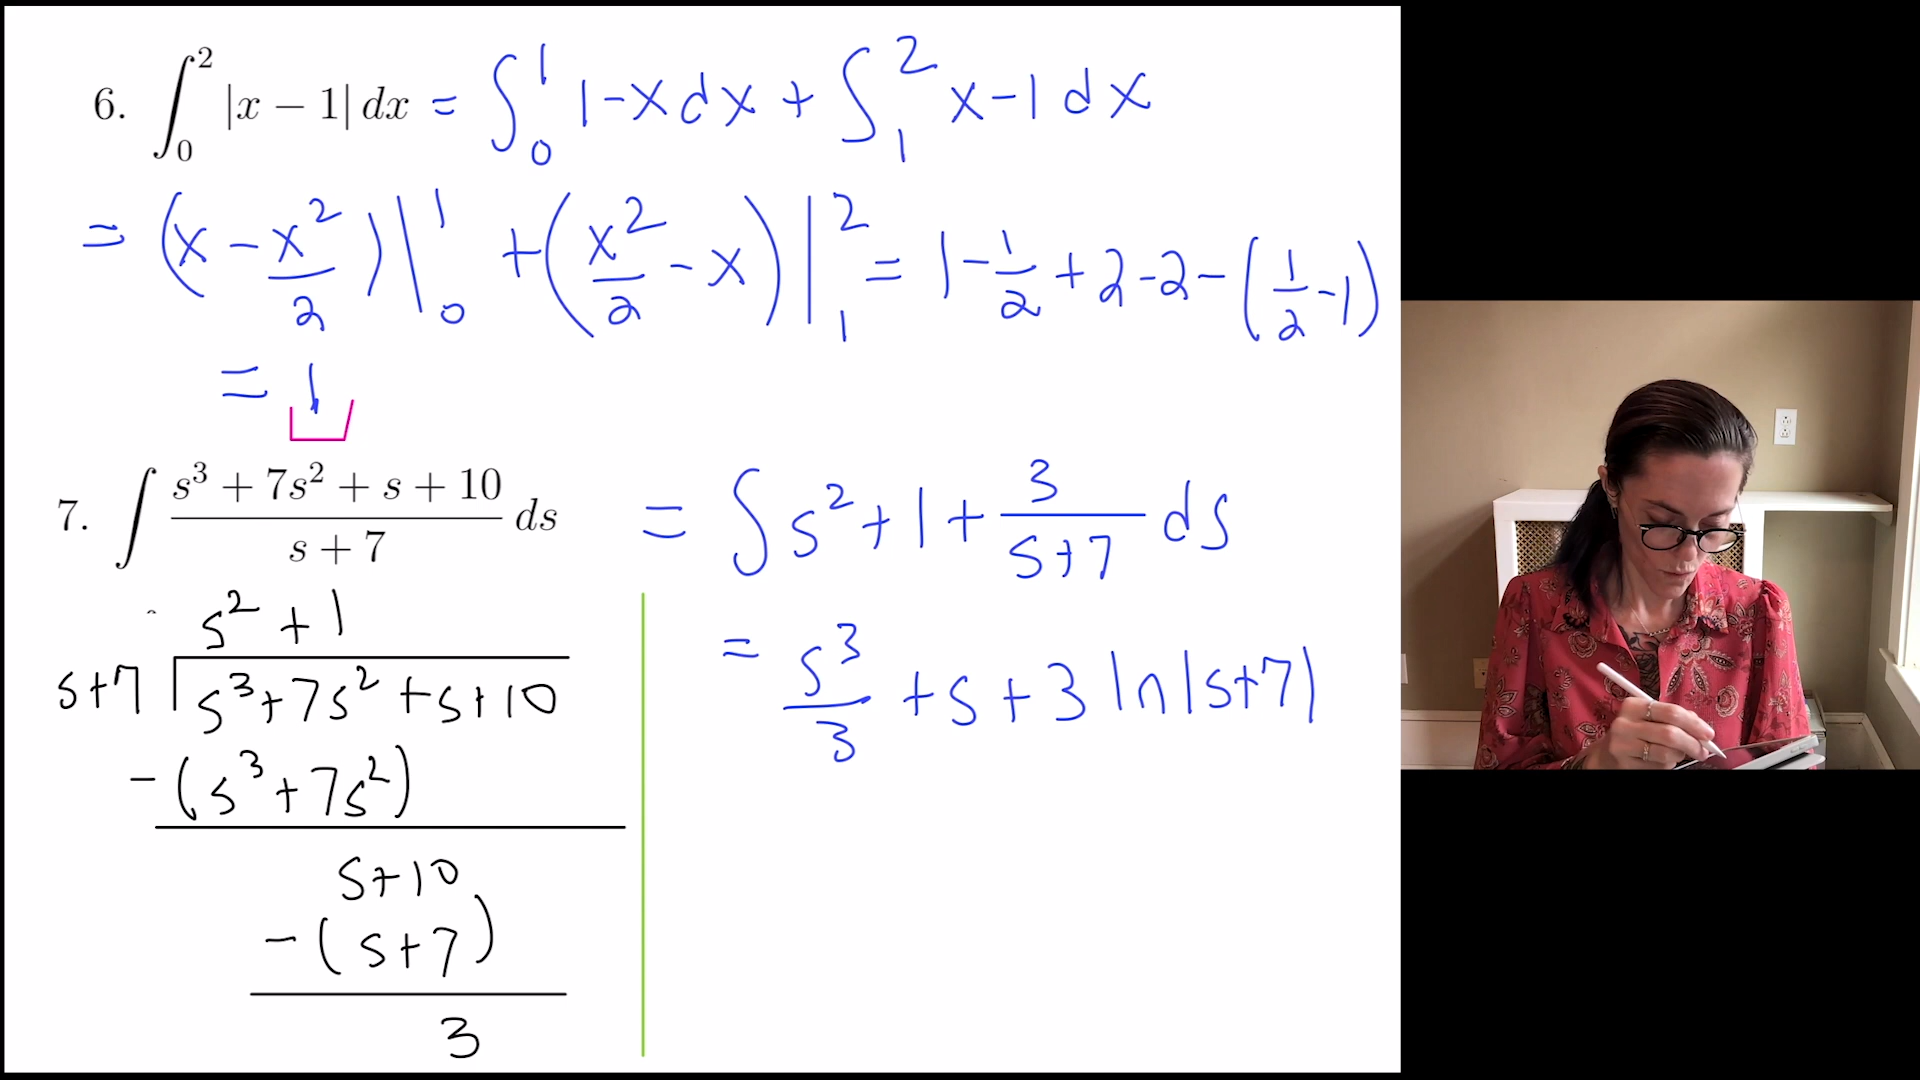 6. ∫₀² |x − 1| dx = ∫₀¹ 1-x dx + ∫₁² x-1 dx
= (x - x²/2)|₀¹ + (x²/2 - x)|₁² = 1 - 1/2 + 2 - 2 - (1/2 - 1)
= 1
7. ∫ (s³ + 7s² + s + 10)/(s + 7) ds = ∫ s² + 1 + 3/(s+7) ds
= s³/3 + s + 3 ln|s+7|
s² + 1
s+7 | s³+7s²+s+10
-(s³+7s²)
s+10
-(s+7)
3